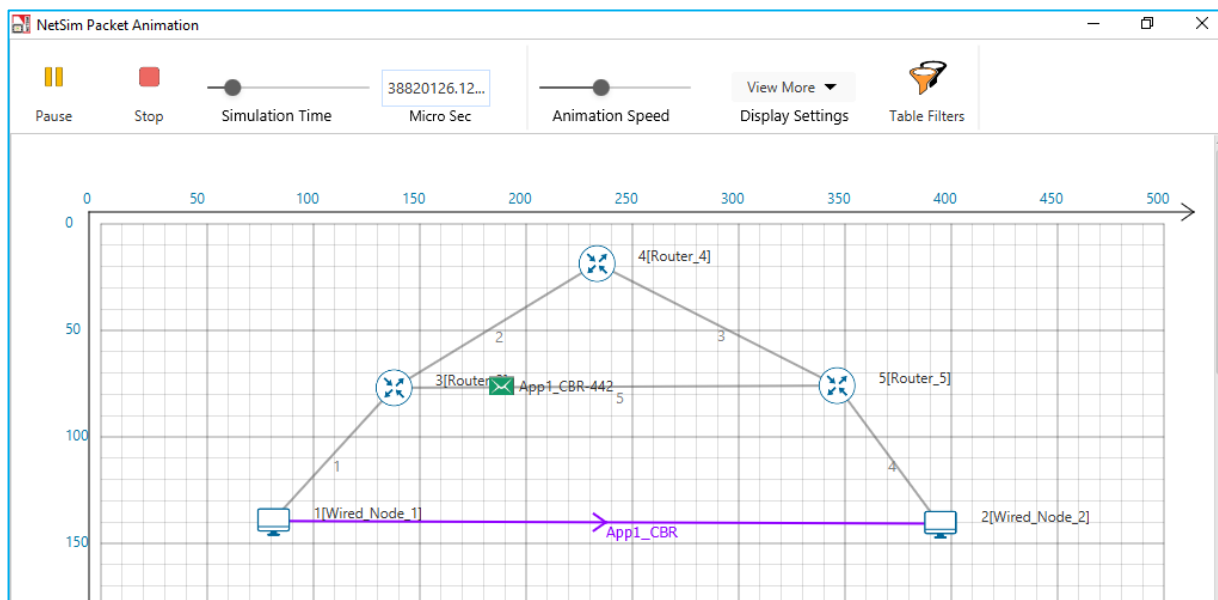 NetSim Packet Animation
38820126.12...
View More
Pause
Stop
Simulation Time
Micro Sec
Animation Speed
Display Settings
Table Filters
0 50 100 150 200 250 300 350 400 450 500
0
4[Router_4]
50
2
3
3[Router
App1_CBR-442
5
5[Router_5]
100
1
4
1[Wired_Node_1]
2[Wired_Node_2]
App1_CBR
150